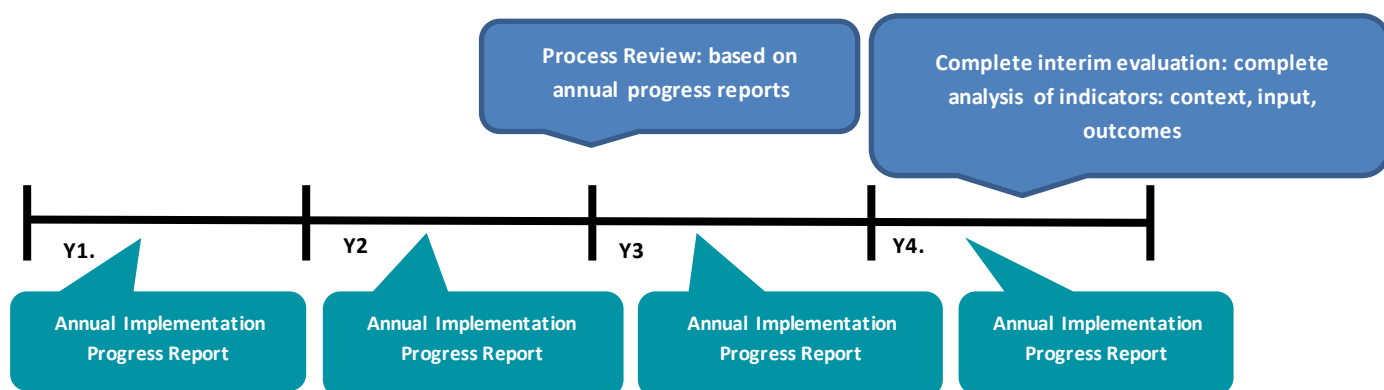 Process Review: based on
annual progress reports
Complete interim evaluation: complete
analysis of indicators: context, input,
outcomes
Y1.
Y2
Y3
Y4.
Annual Implementation
Progress Report
Annual Implementation
Progress Report
Annual Implementation
Progress Report
Annual Implementation
Progress Report